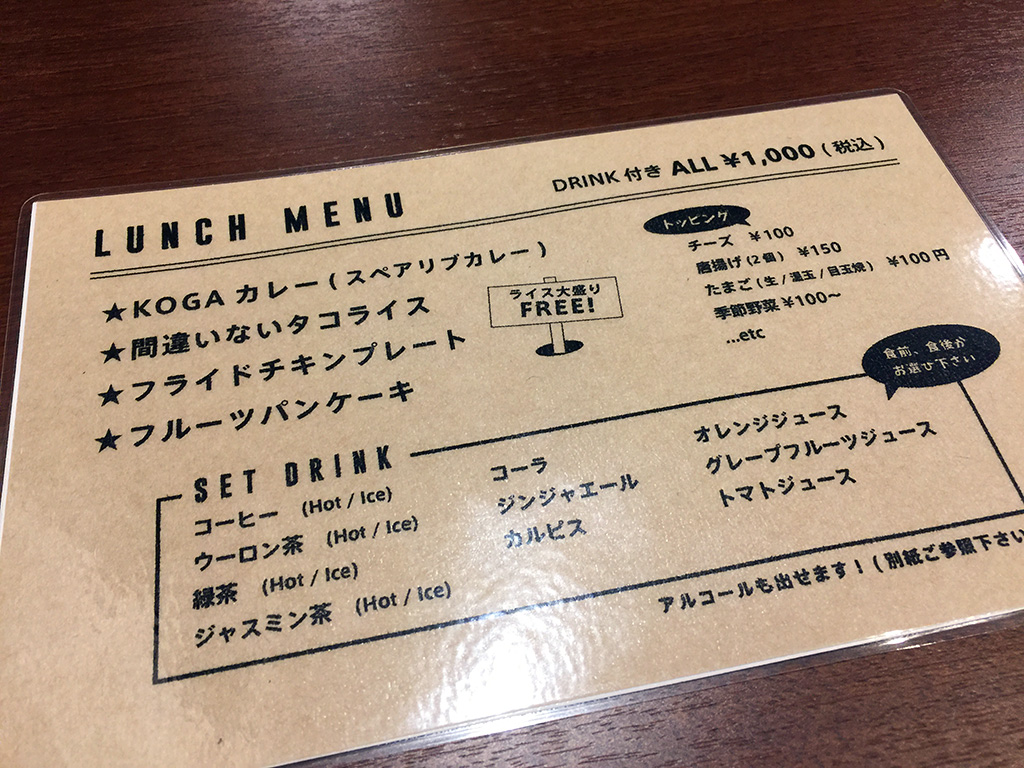 LUNCH MENU
DRINK 付き ALL ¥1,000 ( 税込 )
★KOGA カレー ( スペアリブカレー )
★間違いないタコライス
★フライドチキンプレート
★フルーツパンケーキ
ライス大盛り
FREE!
トッピング
チーズ ¥100
唐揚げ (2 個) ¥150
たまご ( 生 / 温玉 / 目玉焼 ) ¥100 円
季節野菜 ¥100〜
...etc
食前、食後か
お選び下さい
SET DRINK
コーヒー (Hot / Ice)
ウーロン茶 (Hot / Ice)
緑茶 (Hot / Ice)
ジャスミン茶 (Hot / Ice)
コーラ
ジンジャエール
カルピス
オレンジジュース
グレープフルーツジュース
トマトジュース
アルコールも出せます！( 別紙ご参照下さい